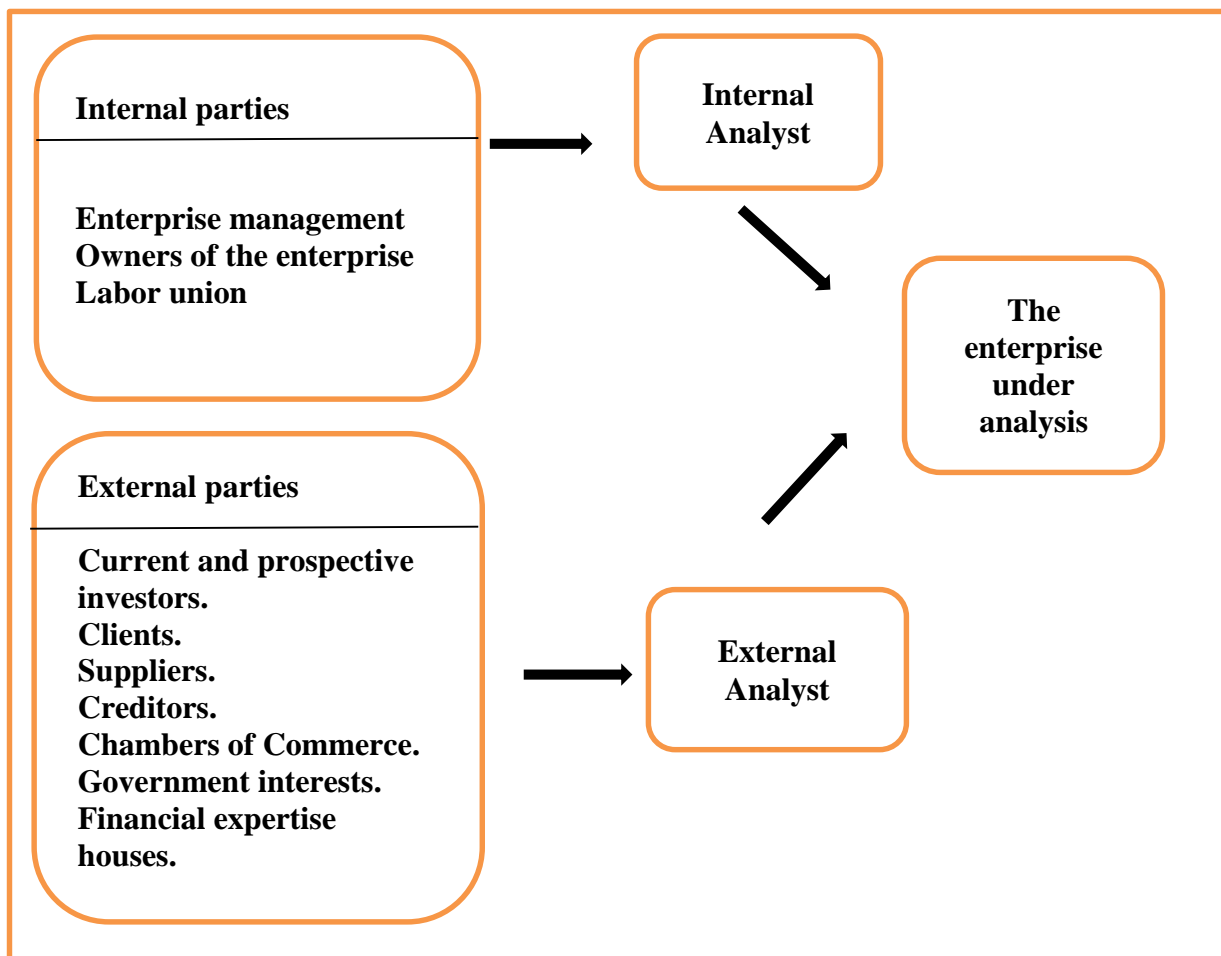 Internal parties
Enterprise management
Owners of the enterprise
Labor union
Internal
Analyst
The
enterprise
under
analysis
External parties
Current and prospective
investors.
Clients.
Suppliers.
Creditors.
Chambers of Commerce.
Government interests.
Financial expertise
houses.
External
Analyst